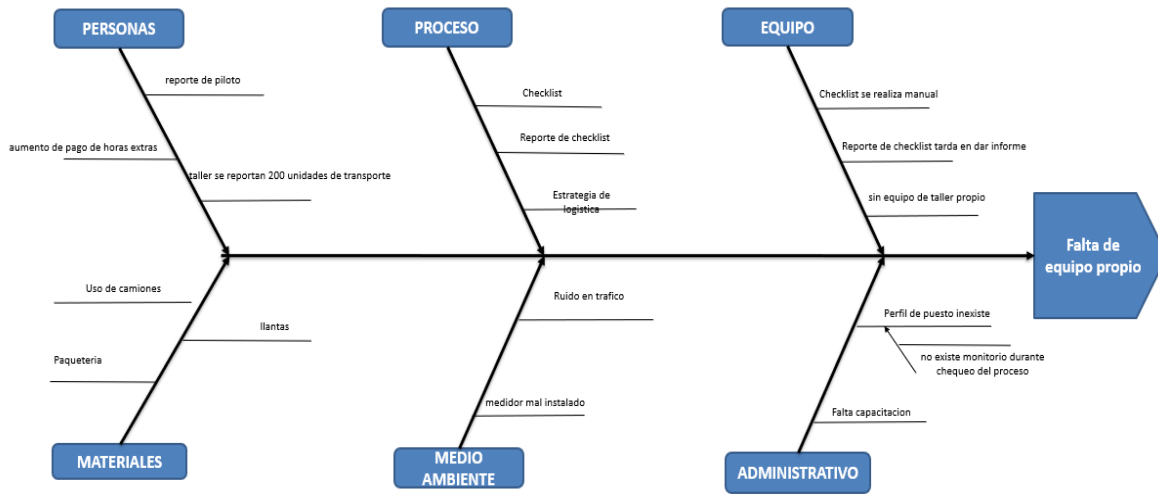 PERSONAS
PROCESO
EQUIPO
reporte de piloto
aumento de pago de horas extras
taller se reportan 200 unidades de transporte
Checklist
Reporte de checklist
Estrategia de
logistica
Checklist se realiza manual
Reporte de checklist tarda en dar informe
sin equipo de taller propio
Falta de
equipo propio
Uso de camiones
llantas
Paqueteria
Ruido en trafico
medidor mal instalado
Perfil de puesto inexiste
no existe monitorio durante
chequeo del proceso
Falta capacitacion
MATERIALES
MEDIO
AMBIENTE
ADMINISTRATIVO